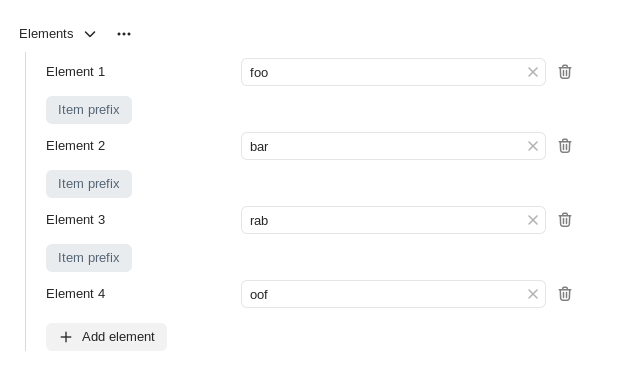 Elements
Element 1 foo
Item prefix
Element 2 bar
Item prefix
Element 3 rab
Item prefix
Element 4 oof
Add element